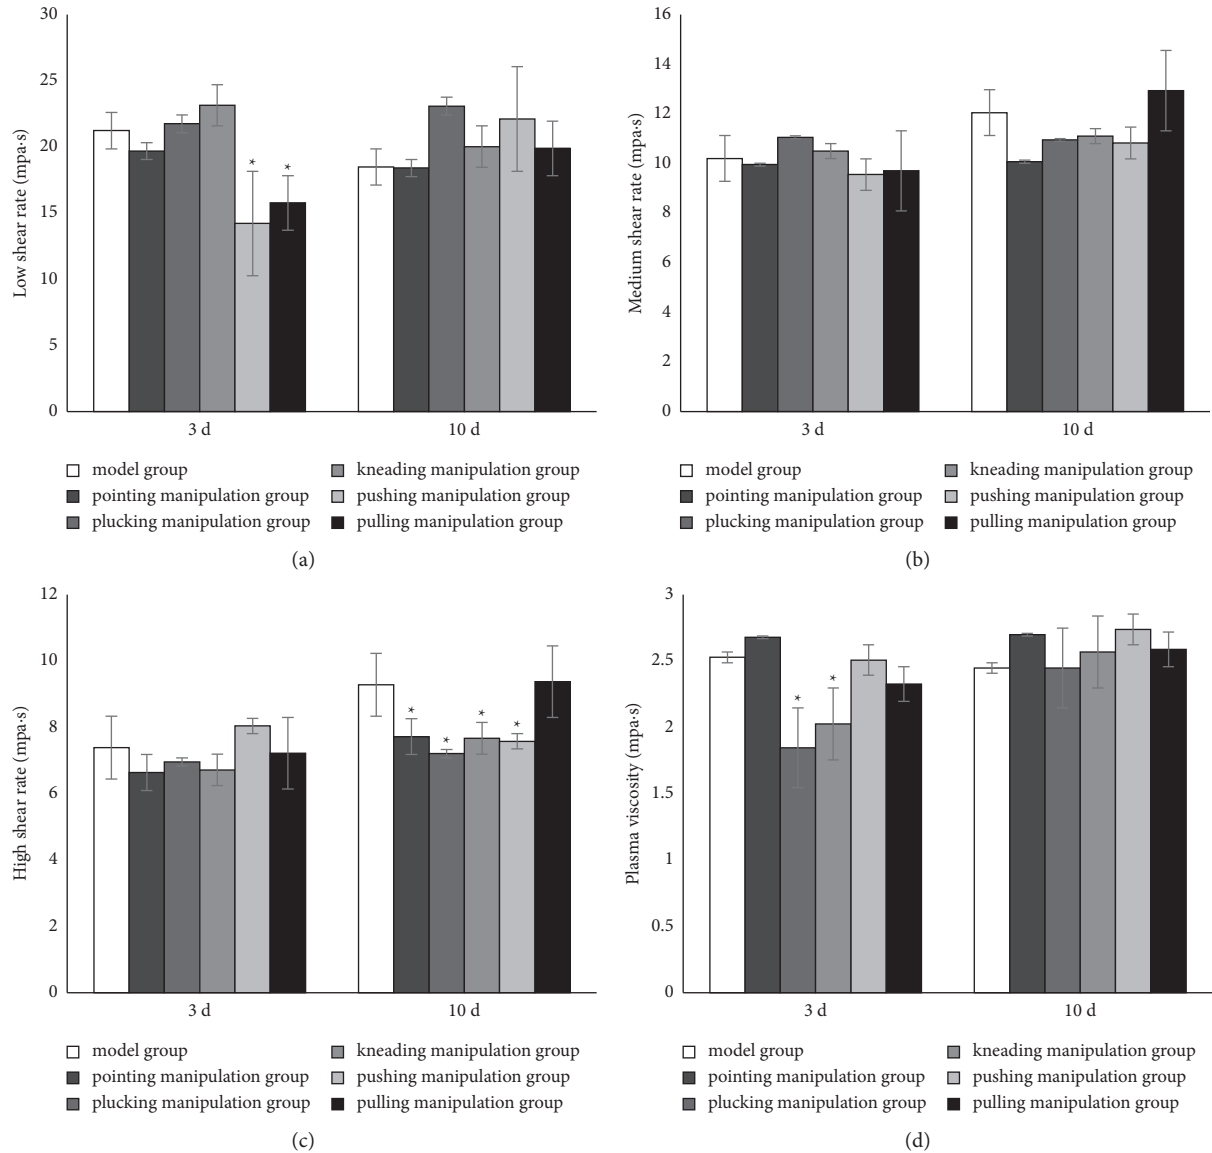 30
25
20
15
10
5
0
Low shear rate (mpa·s)
* *
3 d 10 d
model group kneading manipulation group
pointing manipulation group pushing manipulation group
plucking manipulation group pulling manipulation group
(a)
16
14
12
10
8
6
4
2
0
Medium shear rate (mpa·s)
3 d 10 d
model group kneading manipulation group
pointing manipulation group pushing manipulation group
plucking manipulation group pulling manipulation group
(b)
12
10
8
6
4
2
0
High shear rate (mpa·s)
* * * *
3 d 10 d
model group kneading manipulation group
pointing manipulation group pushing manipulation group
plucking manipulation group pulling manipulation group
(c)
3
2.5
2
1.5
1
0.5
0
Plasma viscosity (mpa·s)
* *
3 d 10 d
model group kneading manipulation group
pointing manipulation group pushing manipulation group
plucking manipulation group pulling manipulation group
(d)